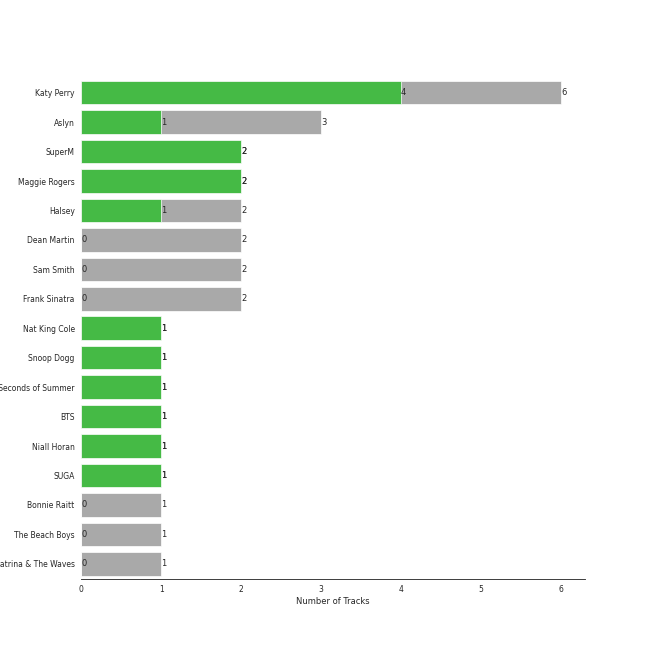 Katy Perry 4 6
Aslyn 1 3
SuperM 2
Maggie Rogers 2
Halsey 1 2
Dean Martin 0 2
Sam Smith 0 2
Frank Sinatra 0 2
Nat King Cole 1
Snoop Dogg 1
Seconds of Summer 1
BTS 1
Niall Horan 1
SUGA 1
Bonnie Raitt 0 1
The Beach Boys 0 1
atrina & The Waves 0 1
0 1 2 3 4 5 6
Number of Tracks